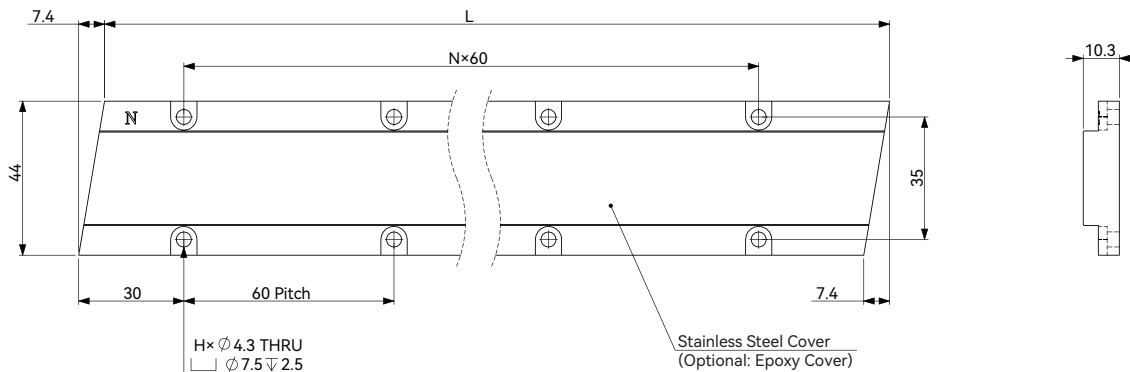 7.4
L
N×60
10.3
N
44
35
30
60 Pitch
7.4
H× ∅ 4.3 THRU
⌴ ∅ 7.5 ↧ 2.5
Stainless Steel Cover
(Optional: Epoxy Cover)